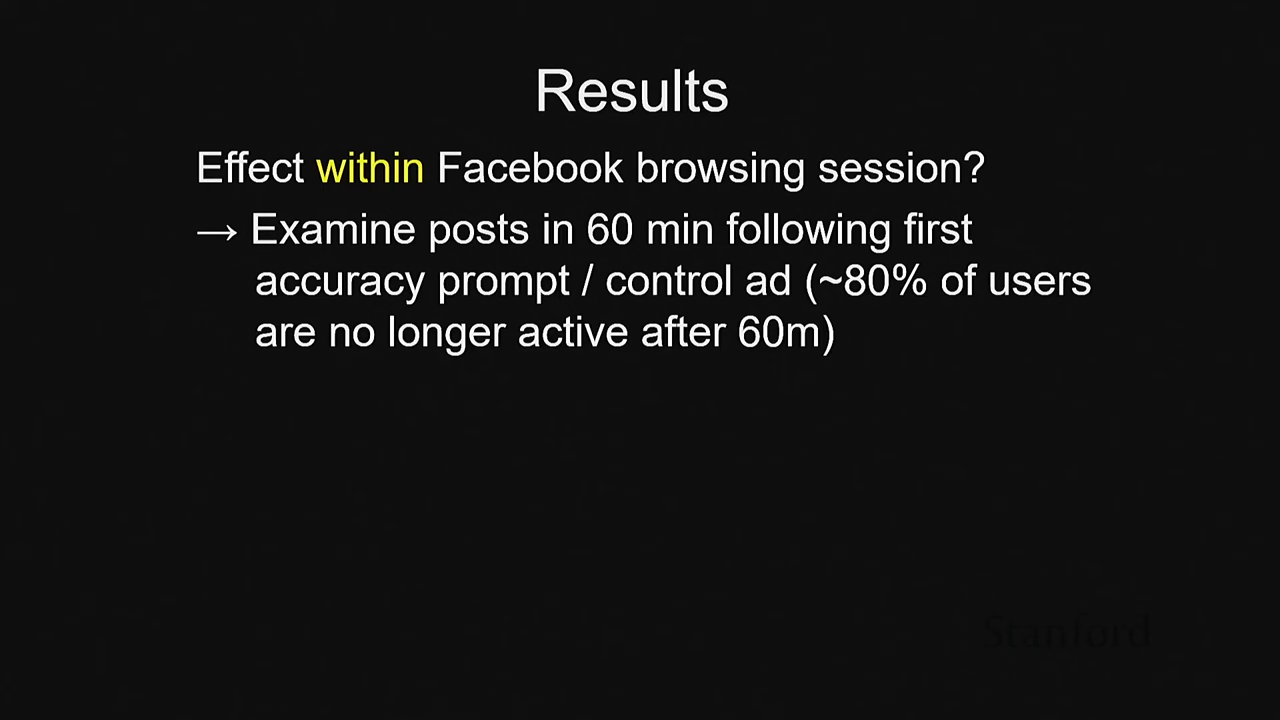 Results
Effect within Facebook browsing session?
→ Examine posts in 60 min following first
accuracy prompt / control ad (~80% of users
are no longer active after 60m)
Stanford